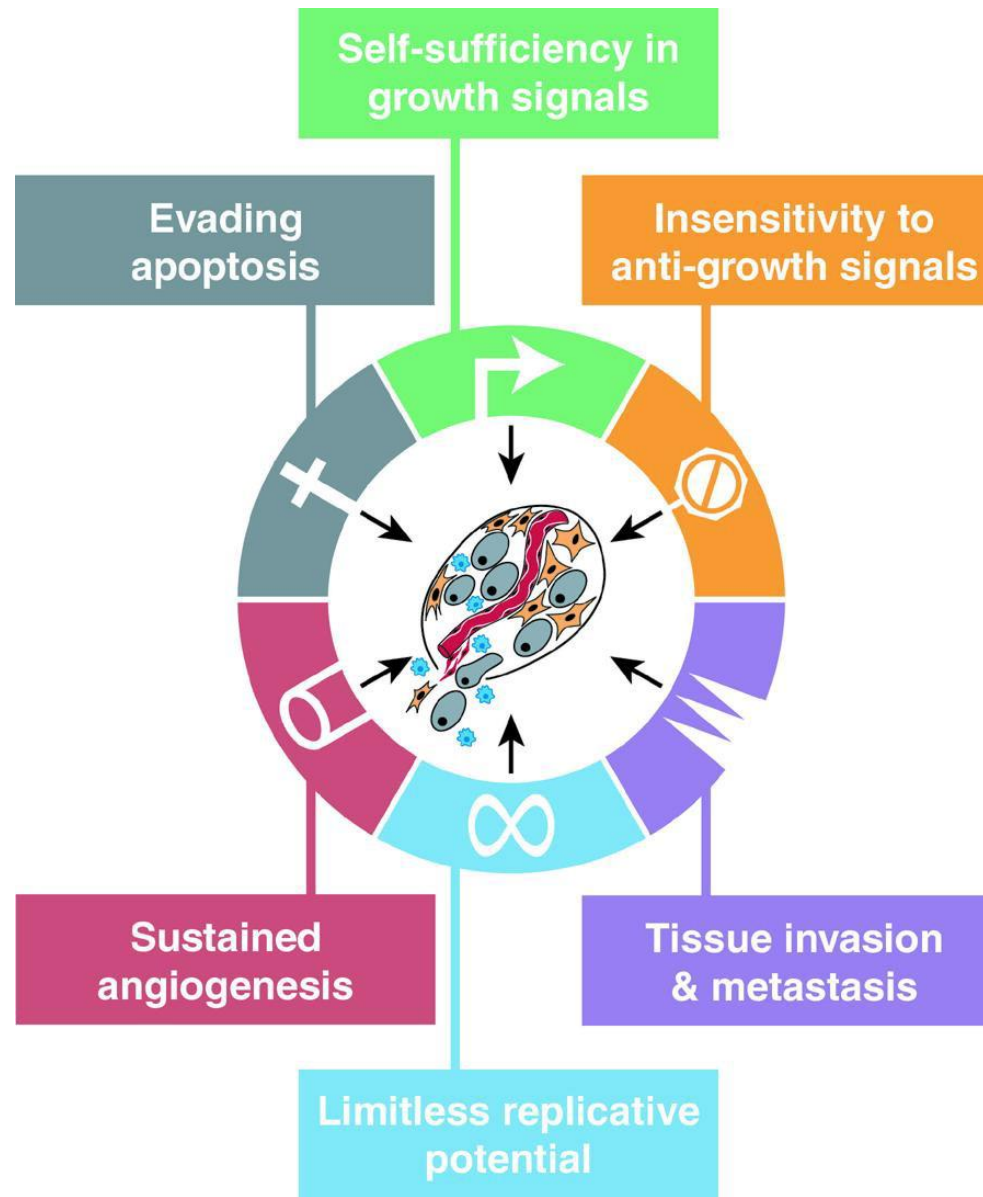 Self-sufficiency in
growth signals
Evading
apoptosis
Insensitivity to
anti-growth signals
Sustained
angiogenesis
Tissue invasion
& metastasis
Limitless replicative
potential